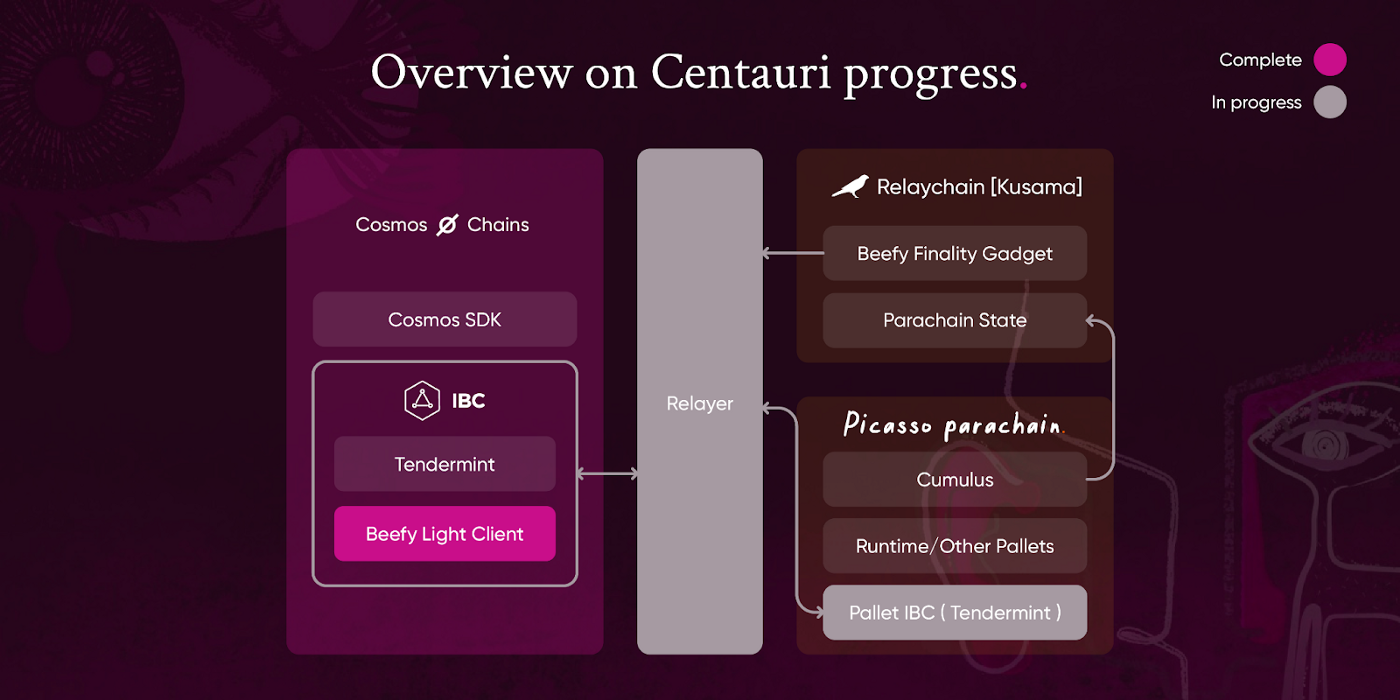 Overview on Centauri progress.
Complete
In progress
Cosmos Chains
Cosmos SDK
IBC
Tendermint
Beefy Light Client
Relayer
Relaychain [Kusama]
Beefy Finality Gadget
Parachain State
Picasso parachain.
Cumulus
Runtime/Other Pallets
Pallet IBC ( Tendermint )